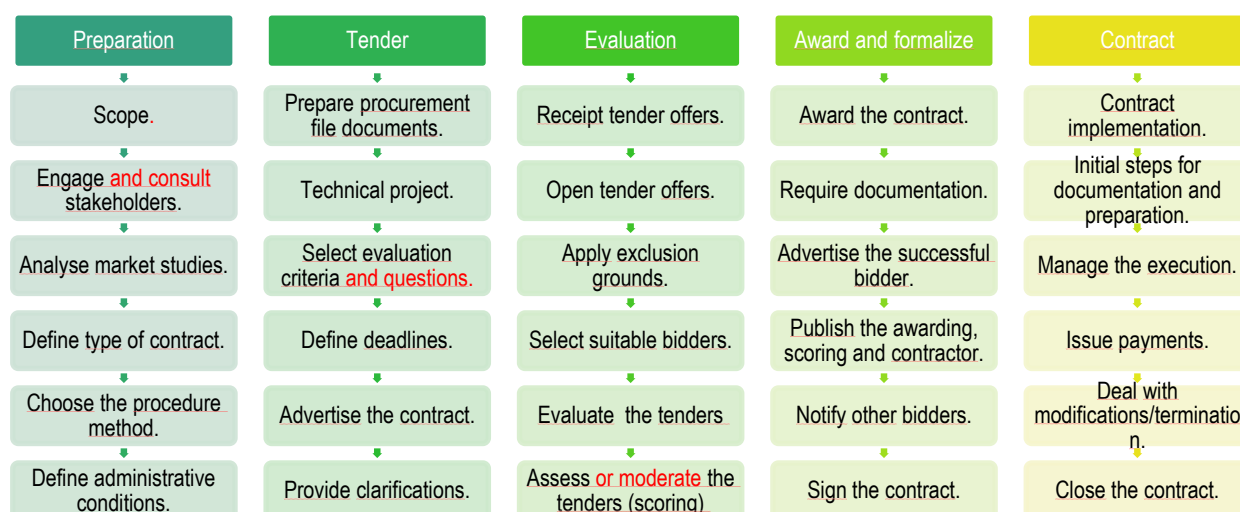 Preparation
Scope.
Engage and consult
stakeholders.
Analyse market studies.
Define type of contract.
Choose the procedure
method.
Define administrative
conditions.
Tender
Prepare procurement
file documents.
Technical project.
Select evaluation
criteria and questions.
Define deadlines.
Advertise the contract.
Provide clarifications.
Evaluation
Receipt tender offers.
Open tender offers.
Apply exclusion
grounds.
Select suitable bidders.
Evaluate the tenders
Assess or moderate the
tenders (scoring)
Award and formalize
Award the contract.
Require documentation.
Advertise the successful
bidder.
Publish the awarding,
scoring and contractor.
Notify other bidders.
Sign the contract.
Contract
Contract
implementation.
Initial steps for
documentation and
preparation.
Manage the execution.
Issue payments.
Deal with
modifications/terminatio
n.
Close the contract.